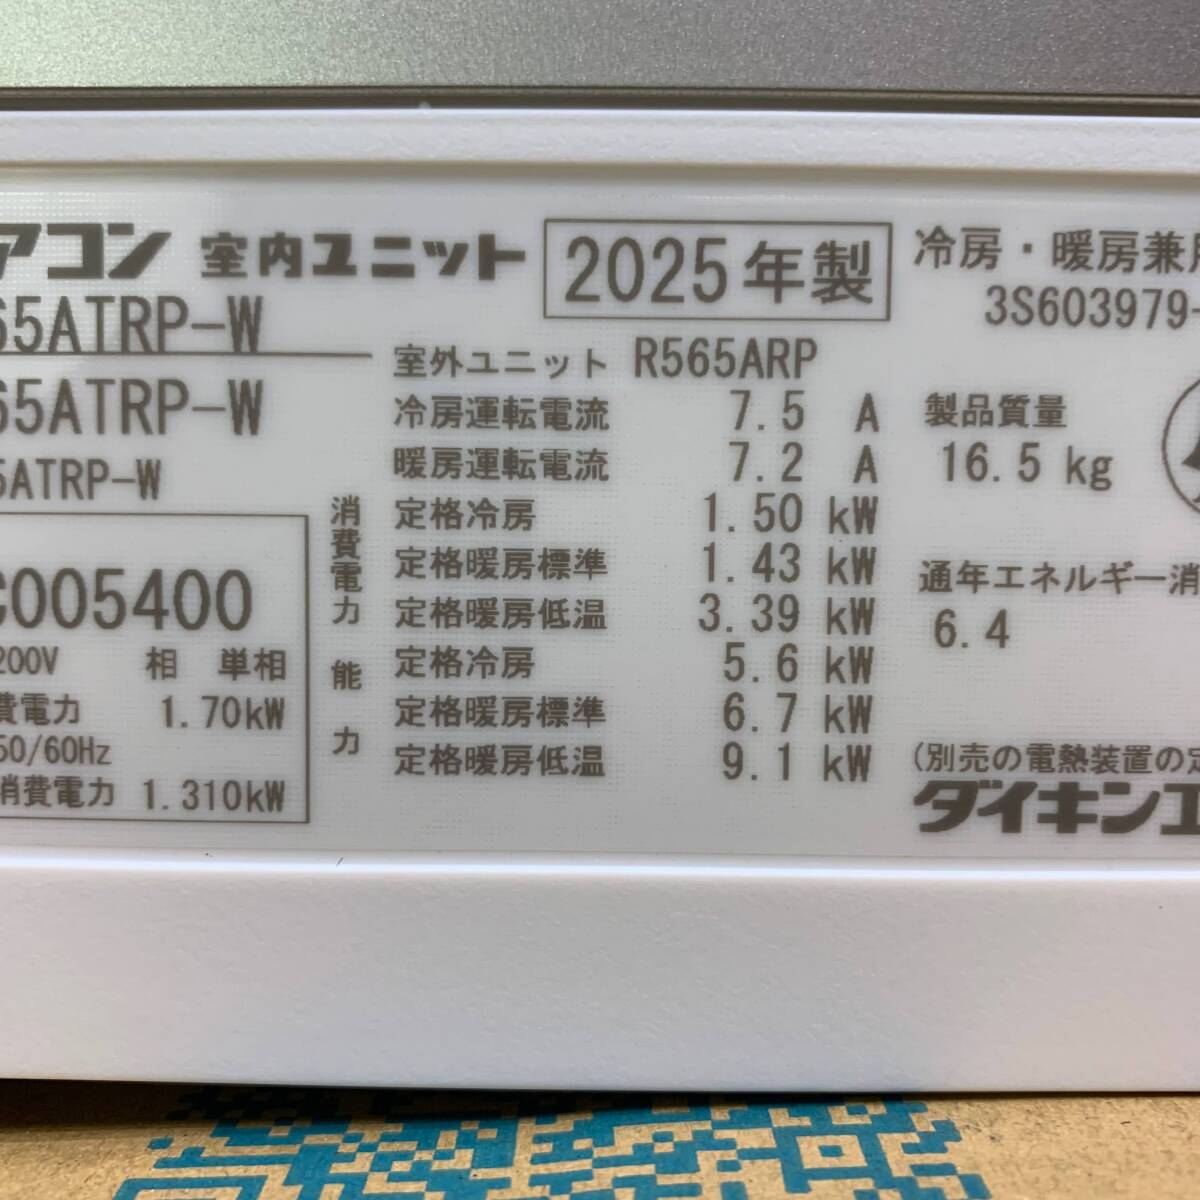 アコン 室内ユニット 2025年製 冷房・暖房兼用
3S603979-
65ATRP-W
65ATRP-W
5ATRP-W
室外ユニット R565ARP
冷房運転電流 7.5 A
暖房運転電流 7.2 A
消費電力
定格冷房 1.50 kW
定格暖房標準 1.43 kW
定格暖房低温 3.39 kW
能力
定格冷房 5.6 kW
定格暖房標準 6.7 kW
定格暖房低温 9.1 kW
C005400
200V 相 単相
費電力 1.70kW
50/60Hz
消費電力 1.310kW
製品質量
16.5 kg
通年エネルギー消
6.4
(別売の電熱装置の定
ダイキンエ